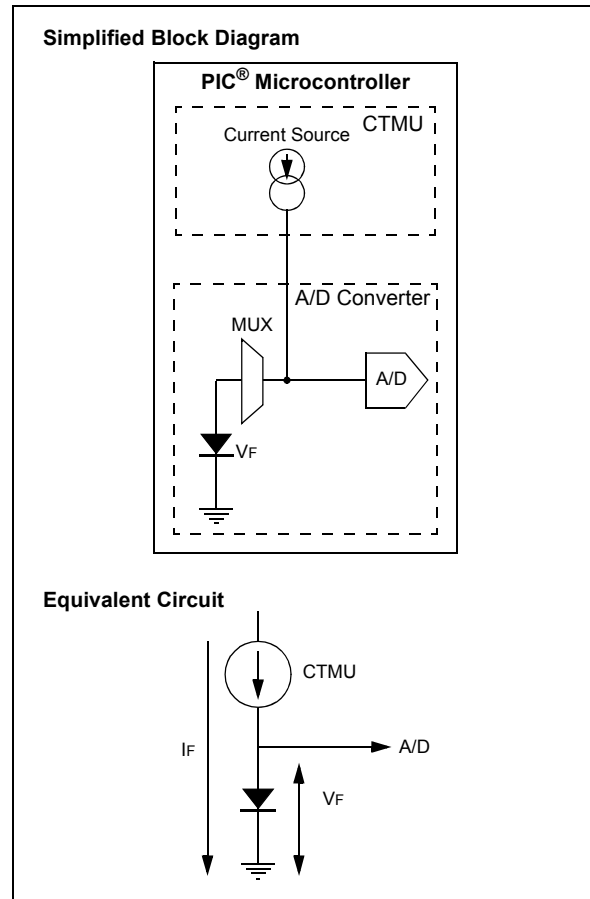 Simplified Block Diagram
PIC® Microcontroller
CTMU
Current Source
A/D Converter
MUX
A/D
VF
Equivalent Circuit
CTMU
IF
A/D
VF